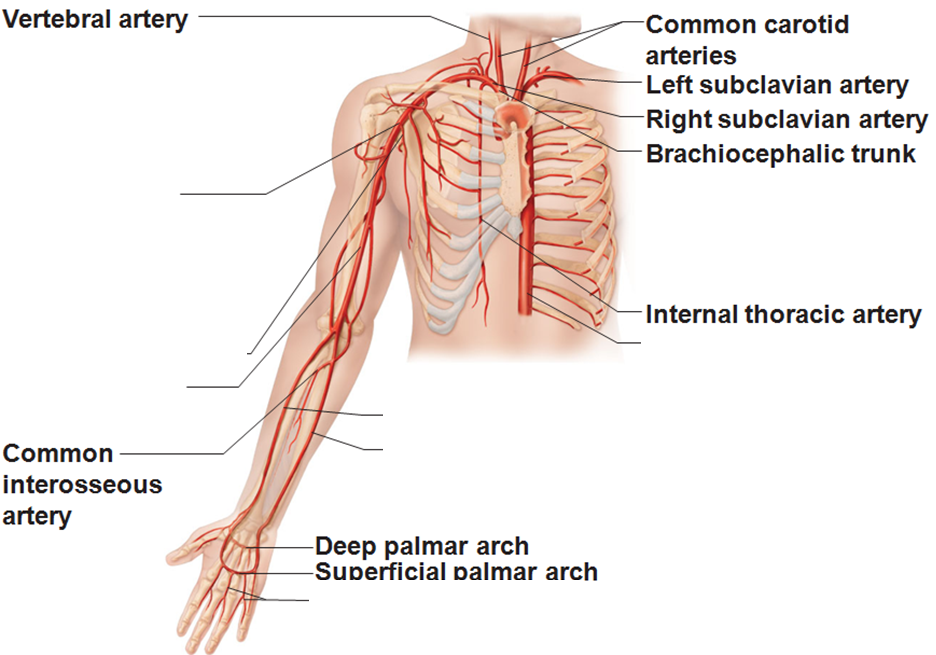 Vertebral artery
Common carotid
arteries
Left subclavian artery
Right subclavian artery
Brachiocephalic trunk
Internal thoracic artery
Common
interosseous
artery
Deep palmar arch
Superficial palmar arch